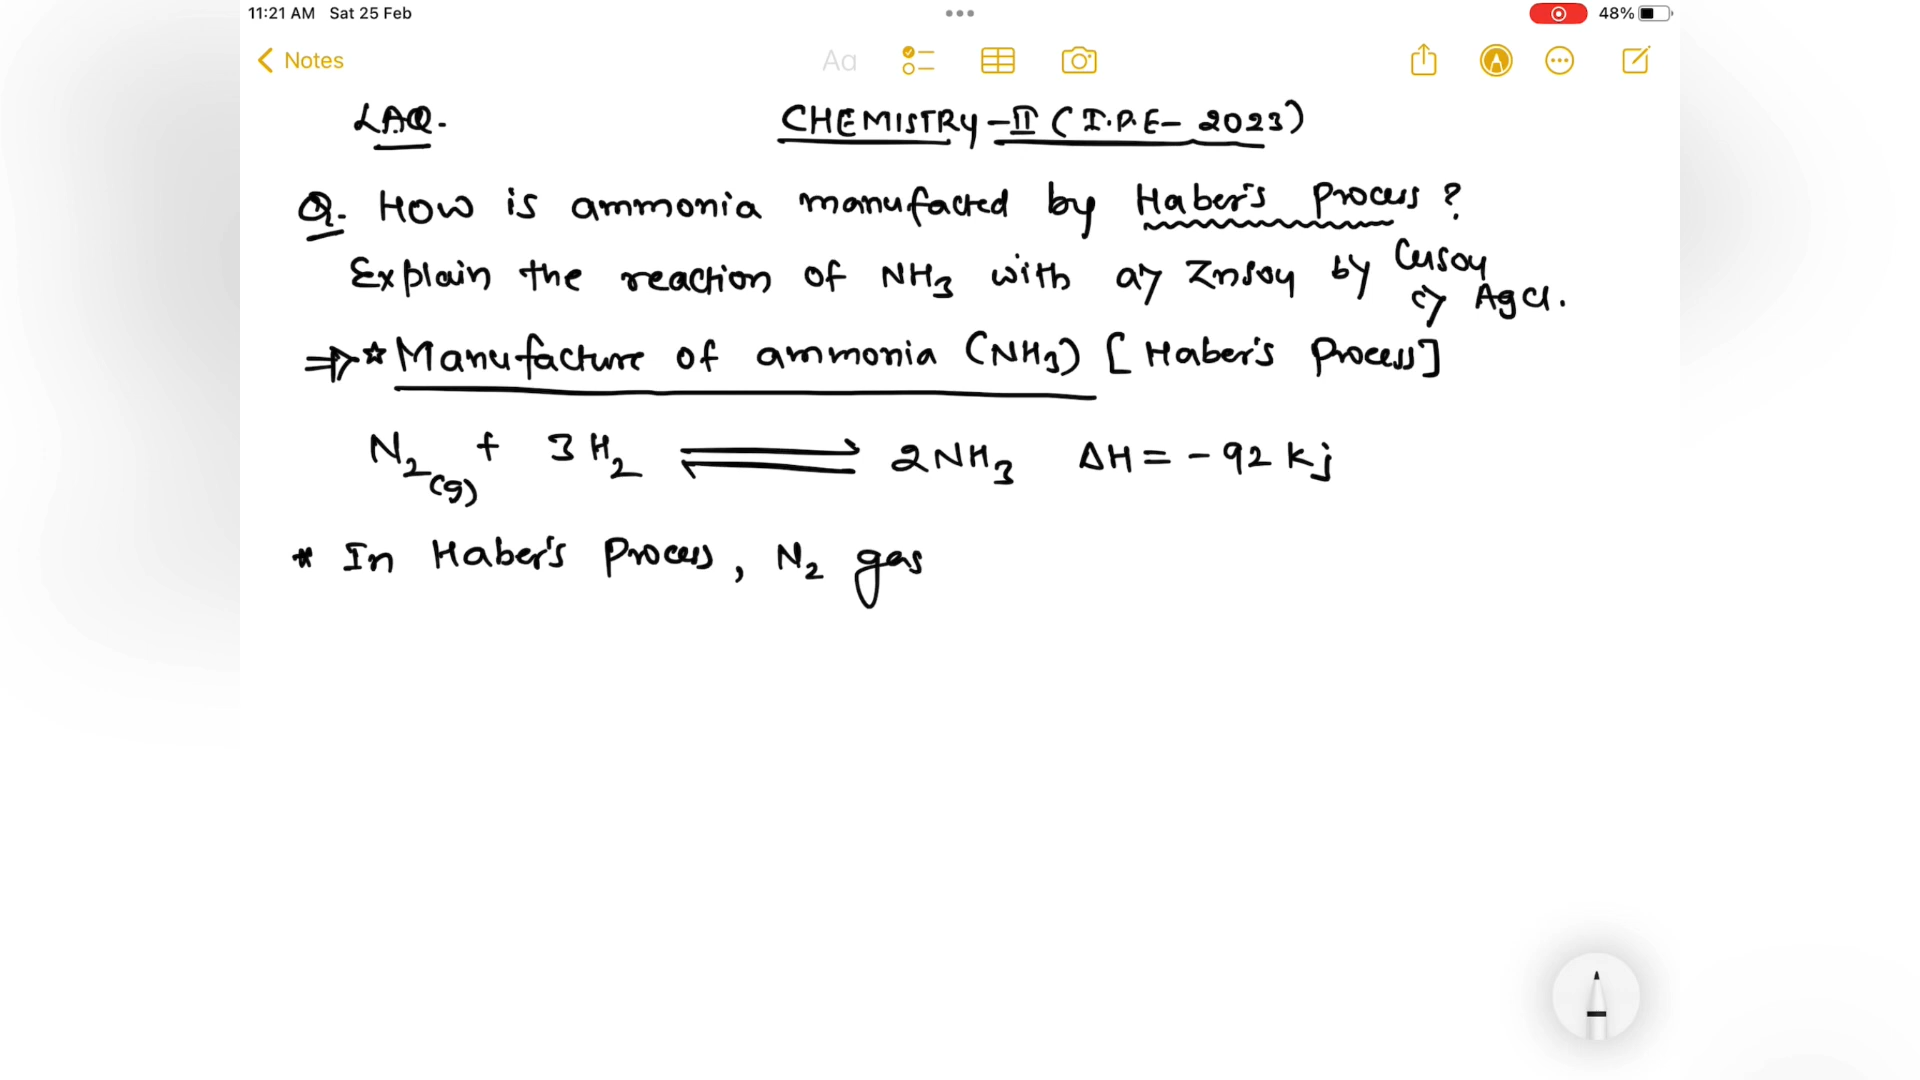 11:21 AM Sat 25 Feb
48%
Notes
Aa
LAQ.
CHEMISTRY-II (I.P.E- 2023)
Q. How is ammonia manufacted by Haber's Process?
Explain the reaction of NH3 with a) ZnSO4 b) CuSO4
c) AgCl.
⇒ * Manufacture of ammonia (NH3) [Haber's Process]
N2(g) + 3H2 ⇌ 2NH3 ΔH = -92 kj
* In Haber's Process, N2 gas